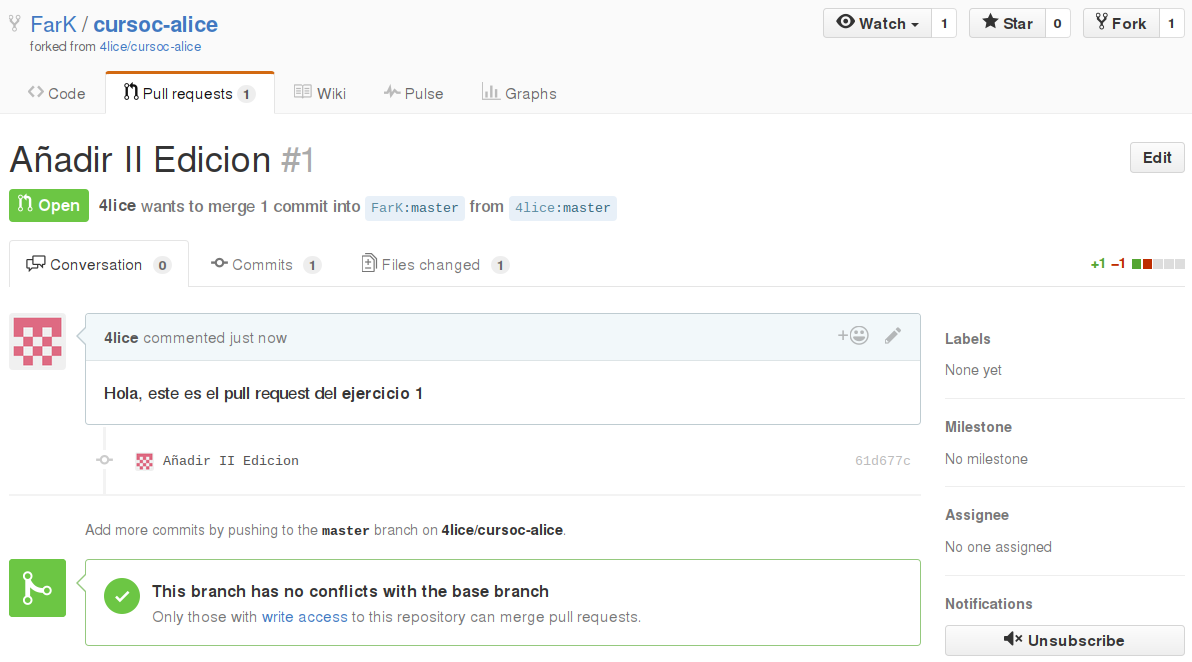 FarK / cursoc-alice
forked from 4lice/cursoc-alice
Watch 1 Star 0 Fork 1
Code Pull requests 1 Wiki Pulse Graphs
Añadir II Edicion #1
Edit
Open 4lice wants to merge 1 commit into FarK:master from 4lice:master
Conversation 0 Commits 1 Files changed 1 +1 −1
4lice commented just now
Hola, este es el pull request del ejercicio 1
Añadir II Edicion 61d677c
Add more commits by pushing to the master branch on 4lice/cursoc-alice.
This branch has no conflicts with the base branch
Only those with write access to this repository can merge pull requests.
Labels
None yet
Milestone
No milestone
Assignee
No one assigned
Notifications
Unsubscribe